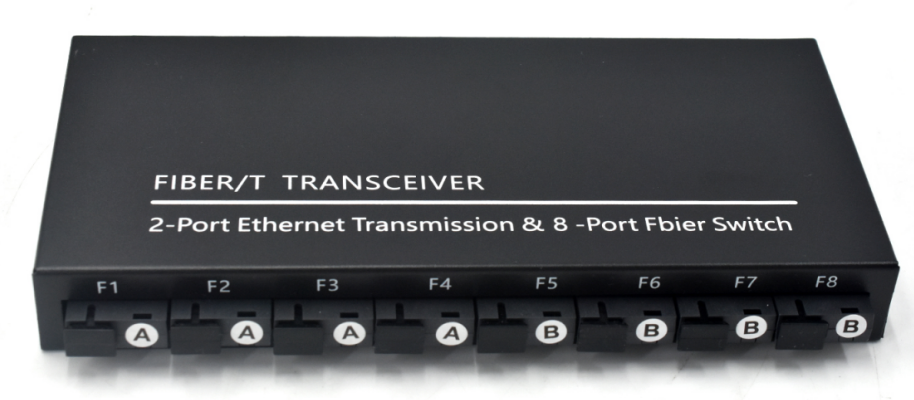 FIBER/T TRANSCEIVER
2-Port Ethernet Transmission & 8 -Port Fbier Switch
F1 F2 F3 F4 F5 F6 F7 F8
A A A A B B B B